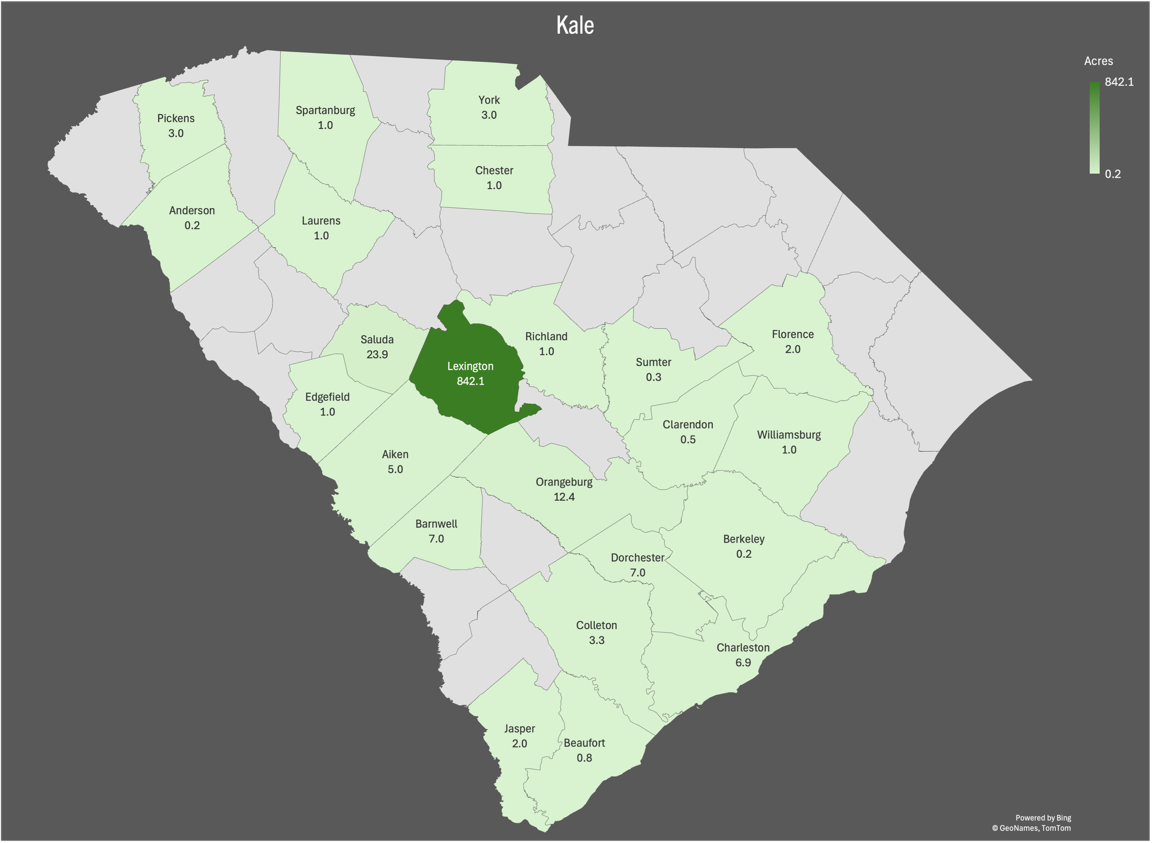 Kale
Acres
842.1
0.2
York
3.0
Spartanburg
1.0
Pickens
3.0
Chester
1.0
Anderson
0.2
Laurens
1.0
Saluda
23.9
Richland
1.0
Florence
2.0
Lexington
842.1
Sumter
0.3
Edgefield
1.0
Clarendon
0.5
Williamsburg
1.0
Aiken
5.0
Orangeburg
12.4
Barnwell
7.0
Berkeley
0.2
Dorchester
7.0
Colleton
3.3
Charleston
6.9
Jasper
2.0
Beaufort
0.8
Powered by Bing
© GeoNames, TomTom